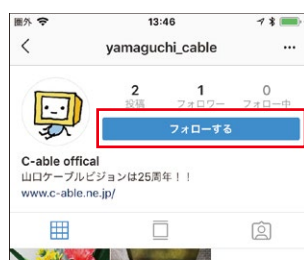 圏外 13:46
yamaguchi_cable
2 1 0
投稿 フォロワー フォロー中
フォローする
C-able offical
山口ケーブルビジョンは25周年！！
www.c-able.ne.jp/